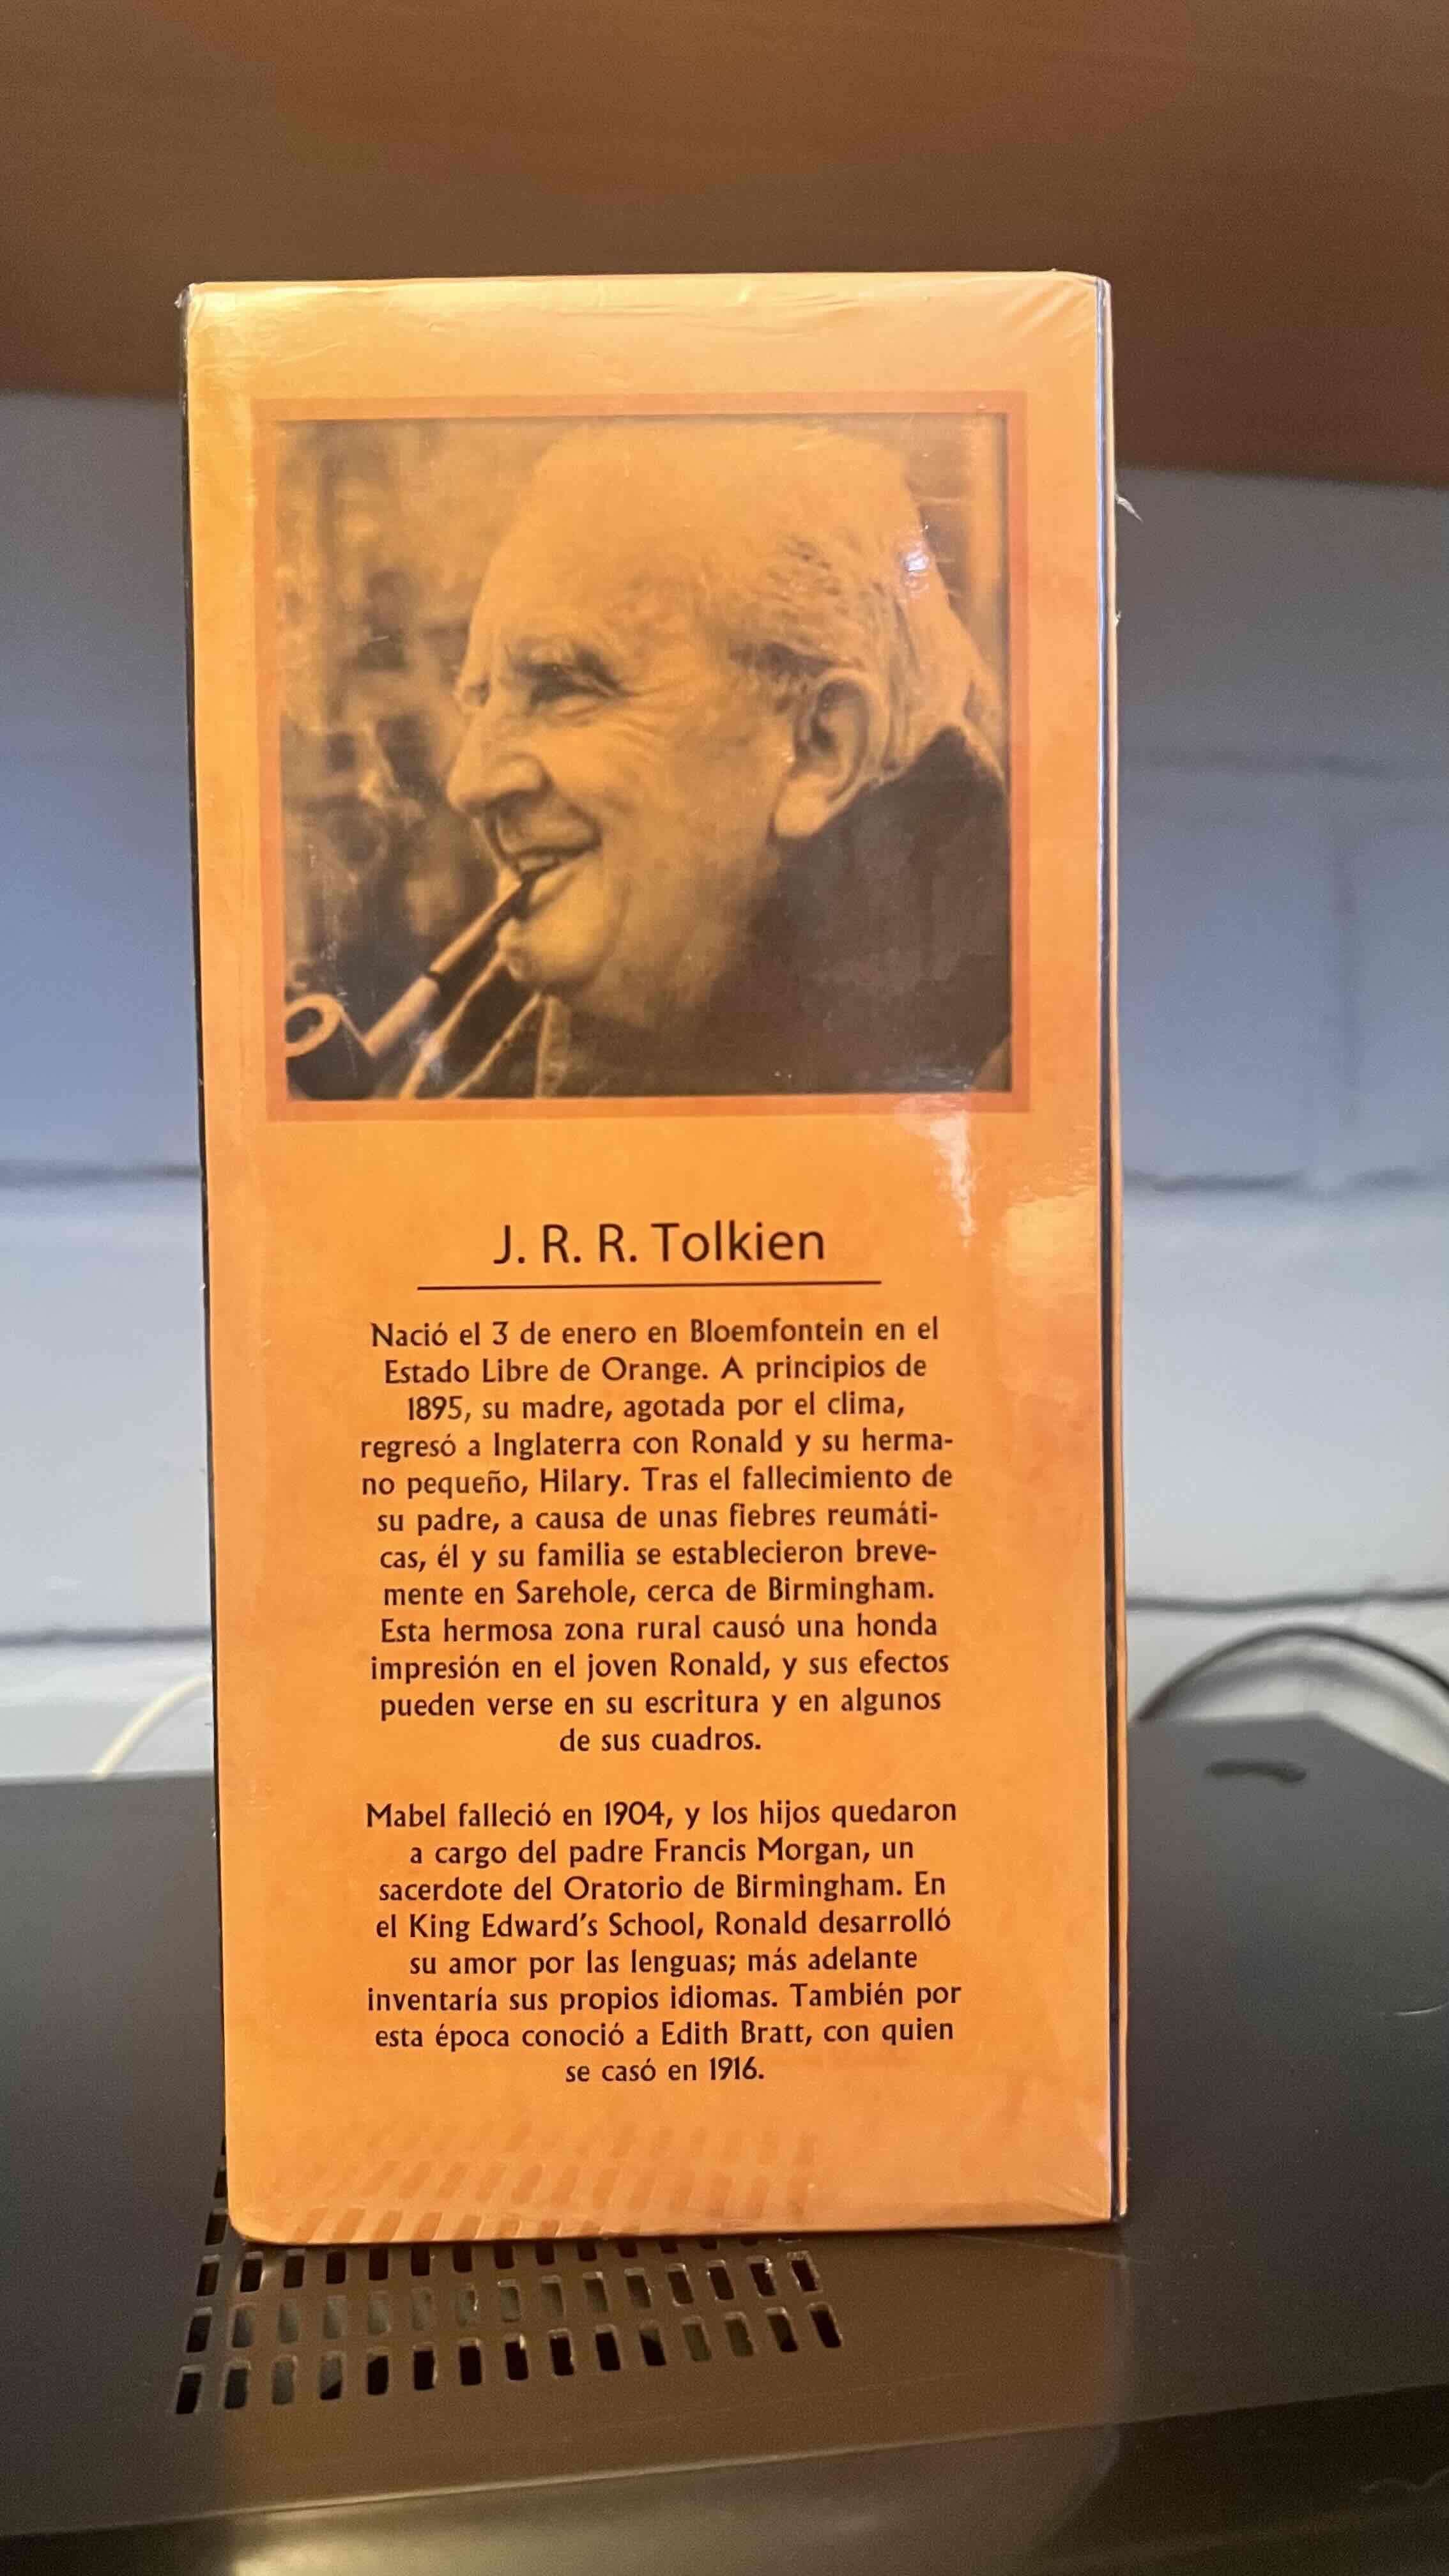 J. R. R. Tolkien
Nació el 3 de enero en Bloemfontein en el
Estado Libre de Orange. A principios de
1895, su madre, agotada por el clima,
regresó a Inglaterra con Ronald y su herma-
no pequeño, Hilary. Tras el fallecimiento de
su padre, a causa de unas fiebres reumáti-
cas, él y su familia se establecieron breve-
mente en Sarehole, cerca de Birmingham.
Esta hermosa zona rural causó una honda
impresión en el joven Ronald, y sus efectos
pueden verse en su escritura y en algunos
de sus cuadros.
Mabel falleció en 1904, y los hijos quedaron
a cargo del padre Francis Morgan, un
sacerdote del Oratorio de Birmingham. En
el King Edward's School, Ronald desarrolló
su amor por las lenguas; más adelante
inventaría sus propios idiomas. También por
esta época conoció a Edith Bratt, con quien
se casó en 1916.